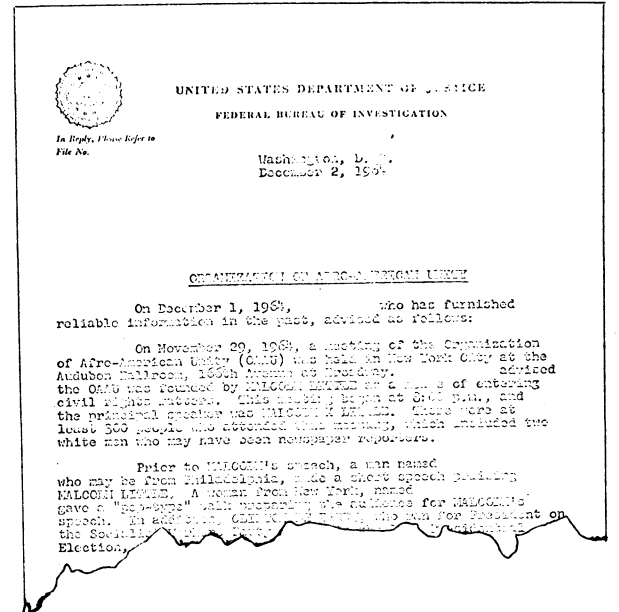 UNITED STATES DEPARTMENT OF JUSTICE
FEDERAL BUREAU OF INVESTIGATION
In Reply, Please Refer to
File No.
Washington, D. C.
December 2, 1964
ORGANIZATION OF AFRO-AMERICAN UNITY
On December 1, 1964, who has furnished
reliable information in the past, advised as follows:
On November 29, 1964, a meeting of the Organization
of Afro-American Unity (OAAU) was held in New York City at the
Audubon Ballroom, 166th Avenue at Broadway. advised
the OAAU was founded by MALCOLM LITTLE as a means of entering
civil rights matters. This meeting began at p.m., and
the principal speaker was MALCOLM X LITTLE. There were at
least 300 people who attended this meeting, which included two
white men who may have been newspaper reporters.
Prior to MALCOLM's speech, a man named
who may be from Philadelphia, made a short speech praising
MALCOLM LITTLE. A woman from New York, named
gave a "pep-type" talk preparing the audience for MALCOLM's
speech. In addition, who ran for President on
the Socialist
Election,